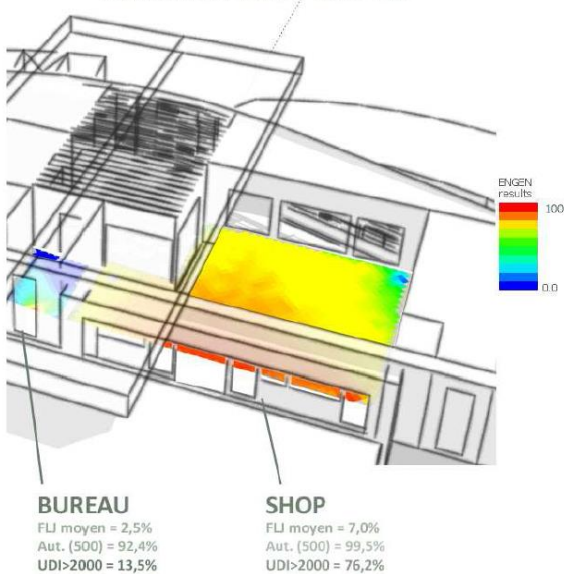 ENGEN
results
100
0.0
BUREAU
FLJ moyen = 2,5%
Aut. (500) = 92,4%
UDI>2000 = 13,5%
SHOP
FLJ moyen = 7,0%
Aut. (500) = 99,5%
UDI>2000 = 76,2%